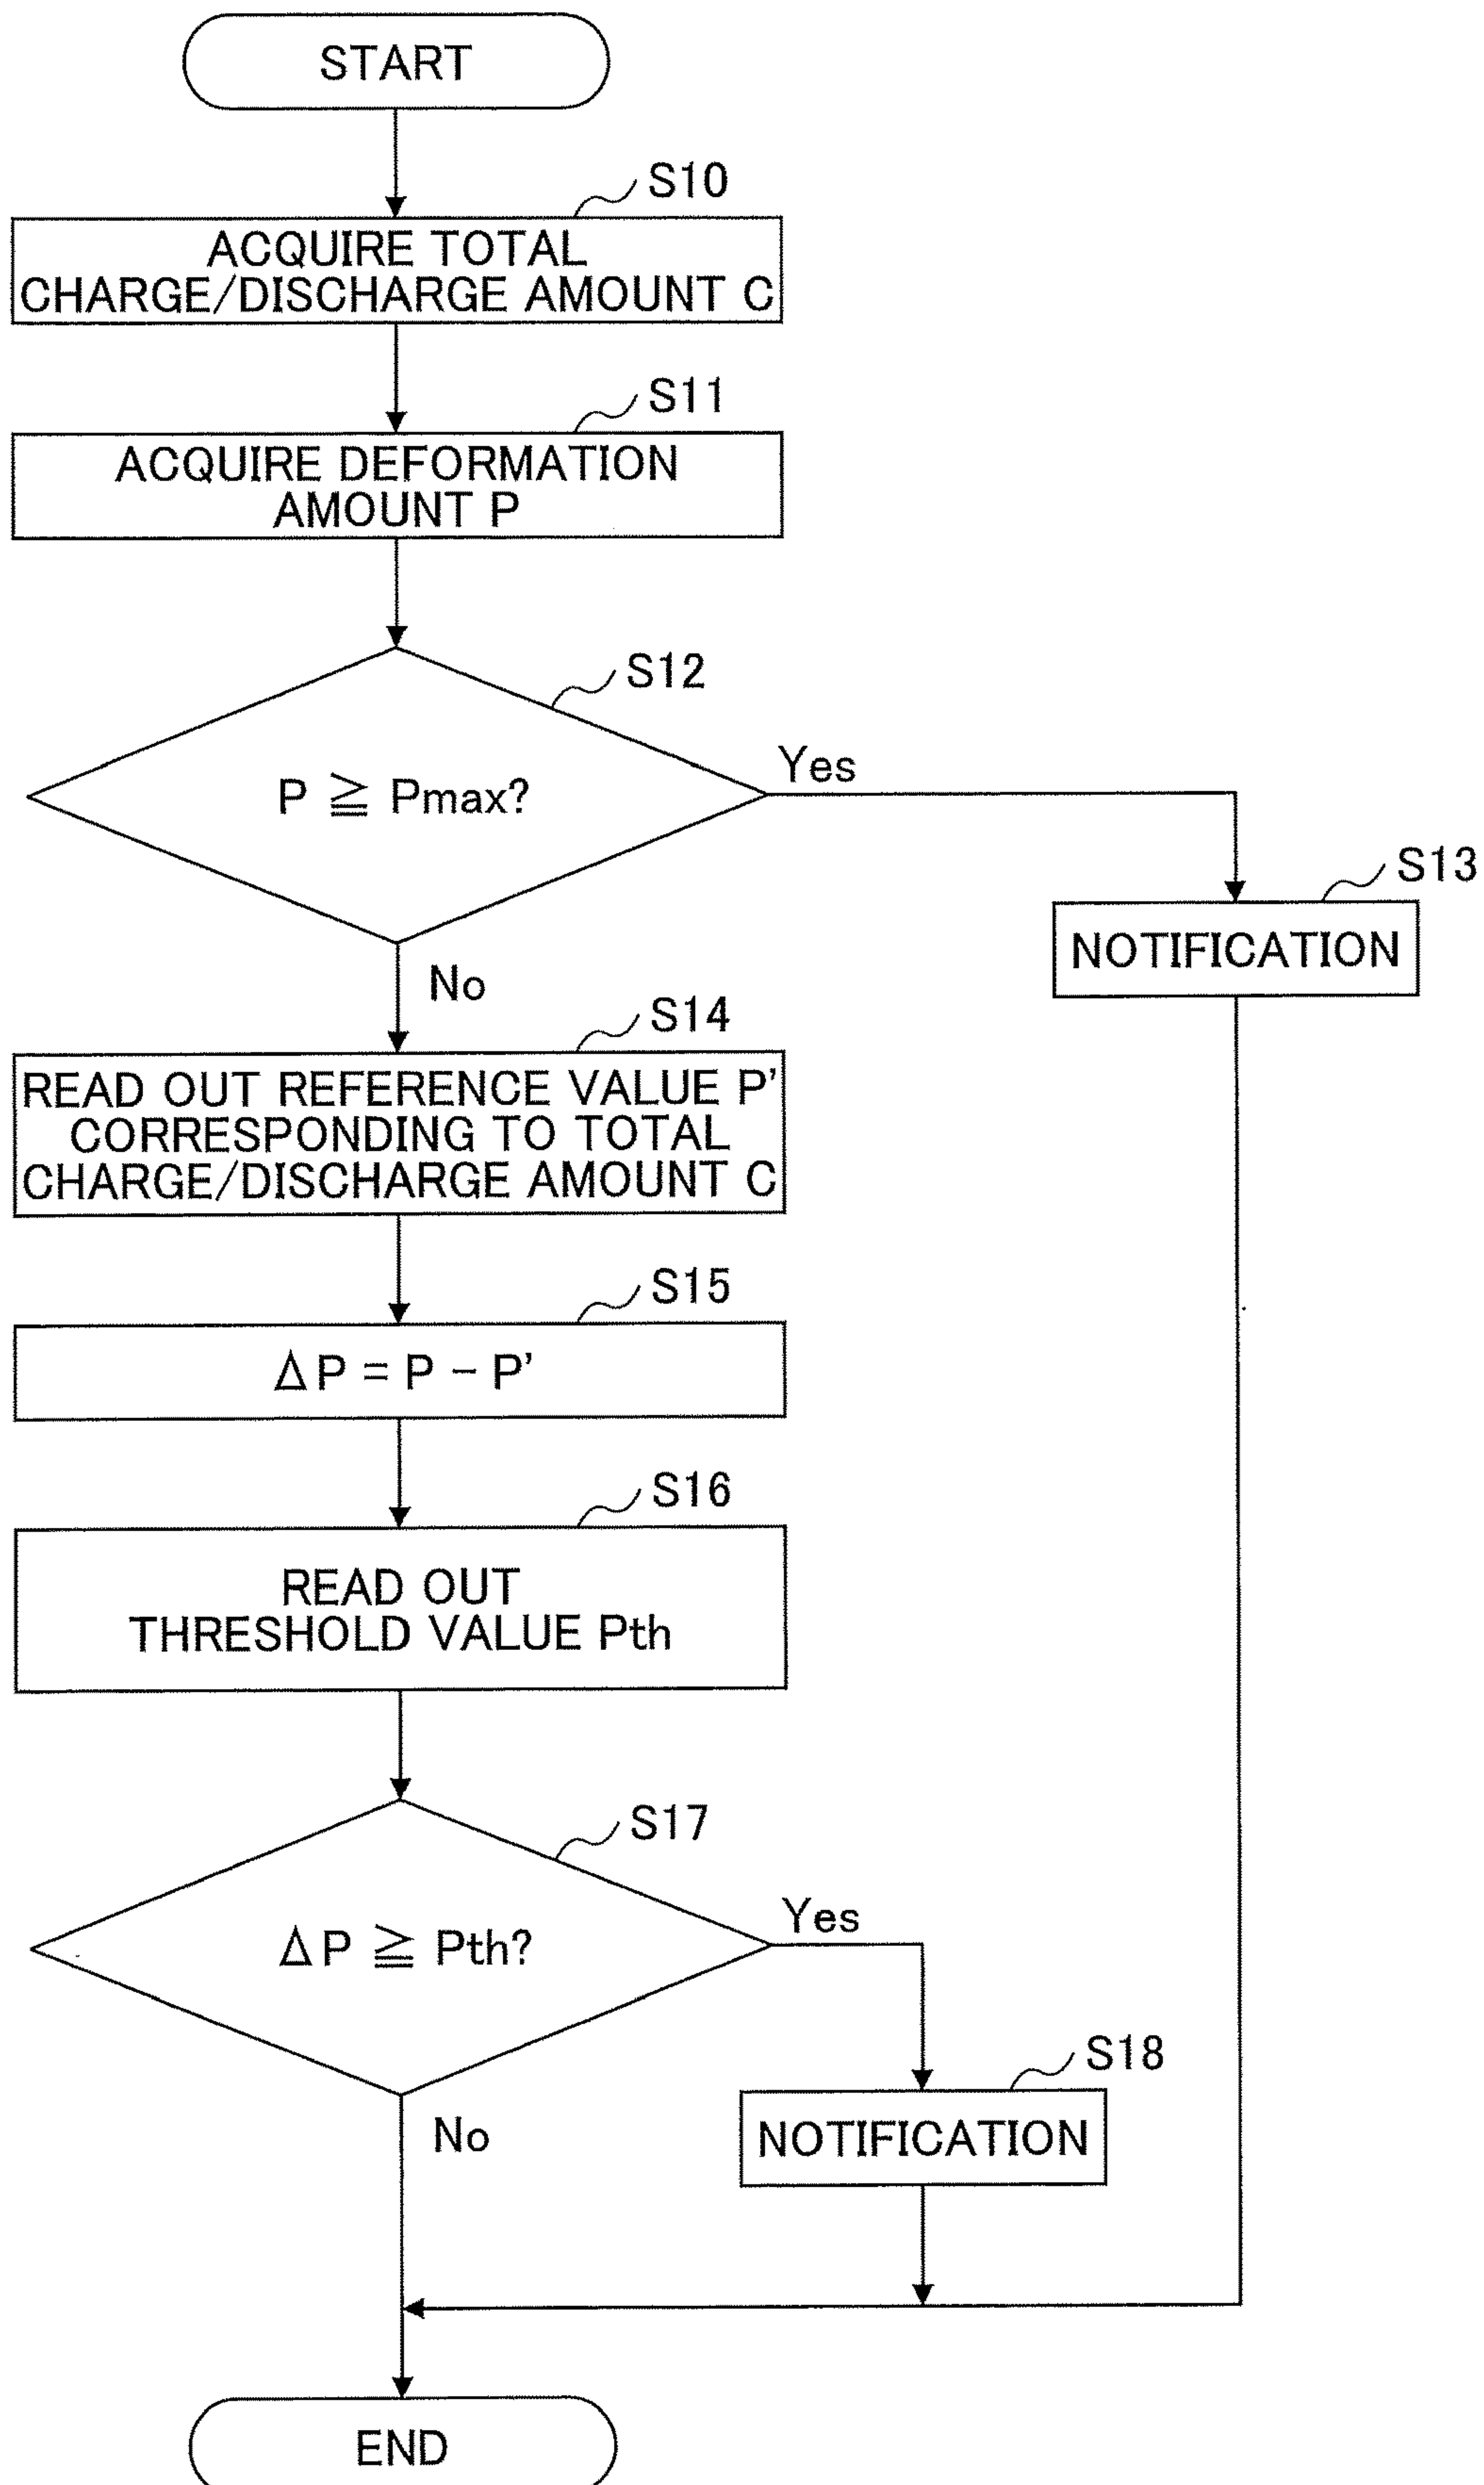 START
S10
ACQUIRE TOTAL
CHARGE/DISCHARGE AMOUNT C
S11
ACQUIRE DEFORMATION
AMOUNT P
S12
P ≧ Pmax?
Yes
S13
NOTIFICATION
No
S14
READ OUT REFERENCE VALUE P'
CORRESPONDING TO TOTAL
CHARGE/DISCHARGE AMOUNT C
S15
ΔP = P - P'
S16
READ OUT
THRESHOLD VALUE Pth
S17
ΔP ≧ Pth?
Yes
S18
NOTIFICATION
No
END